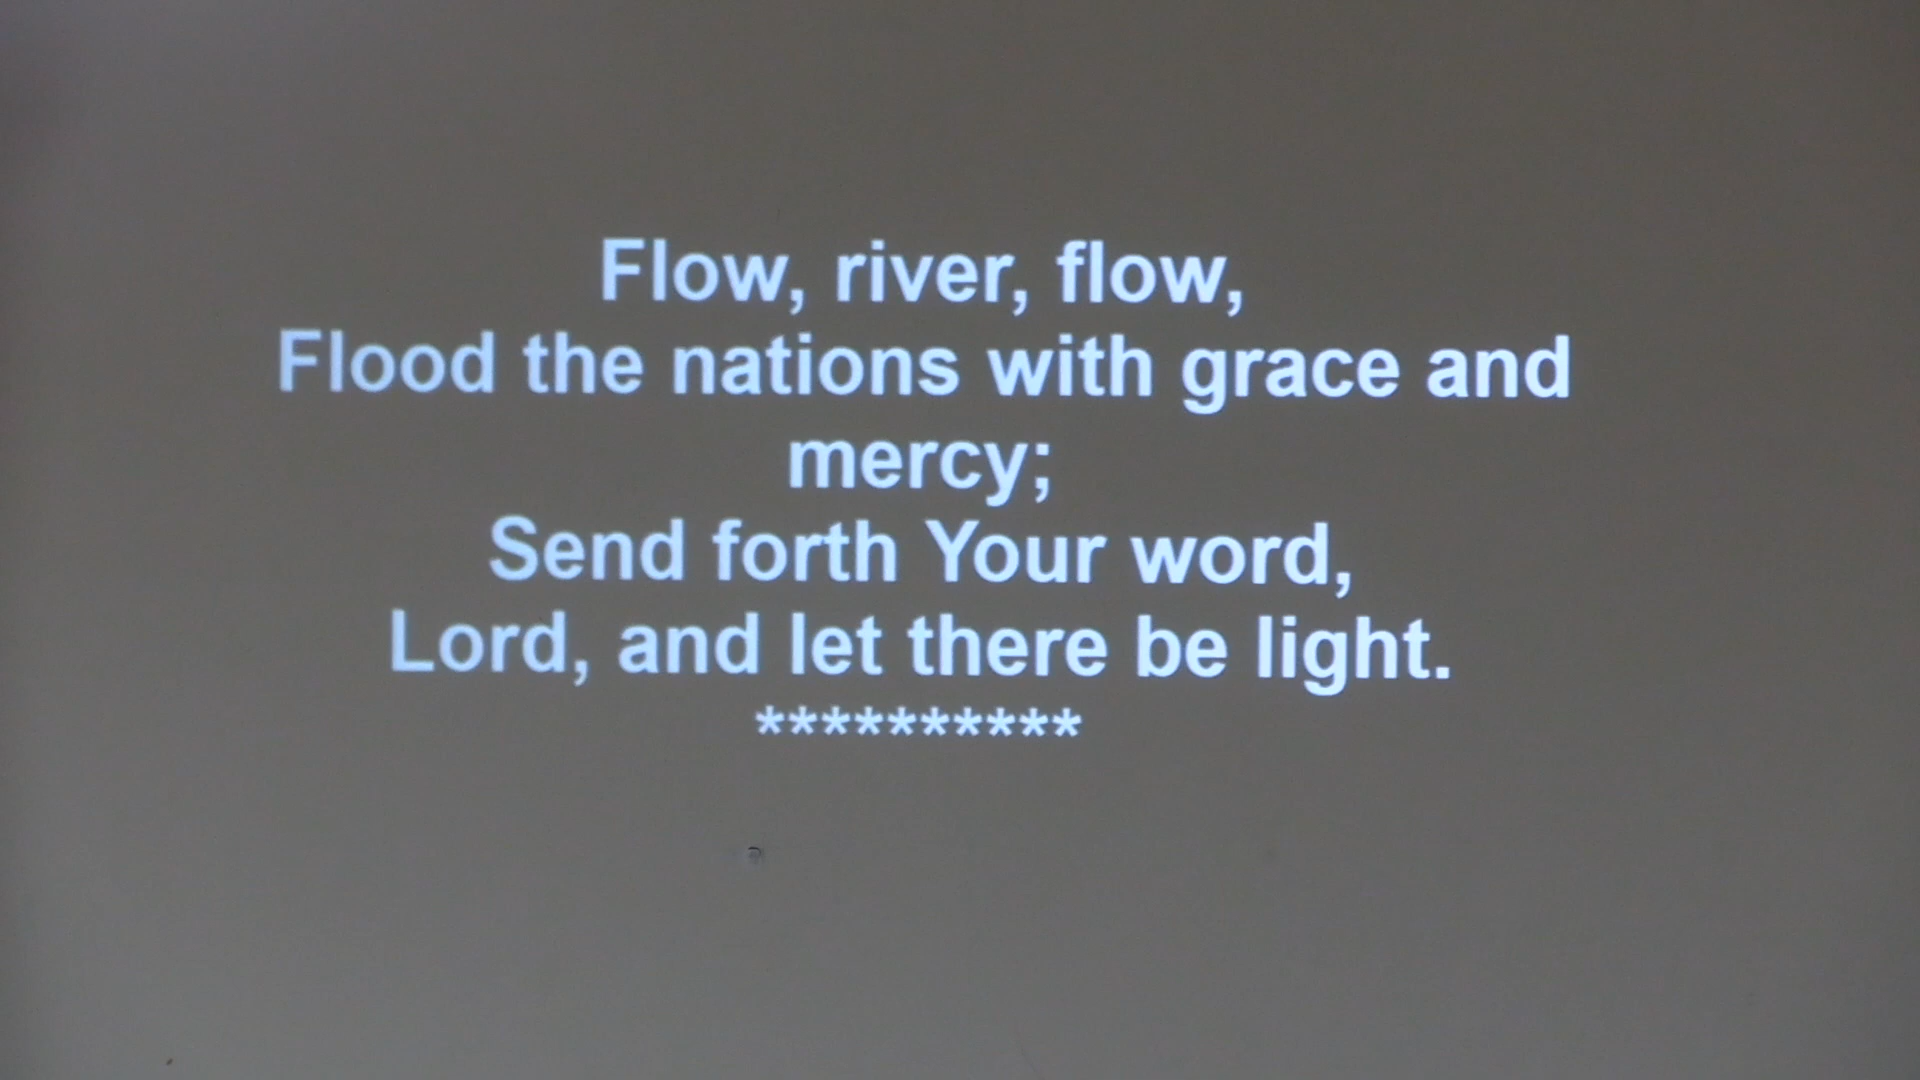 Flow, river, flow,
Flood the nations with grace and
mercy;
Send forth Your word,
Lord, and let there be light.
**********